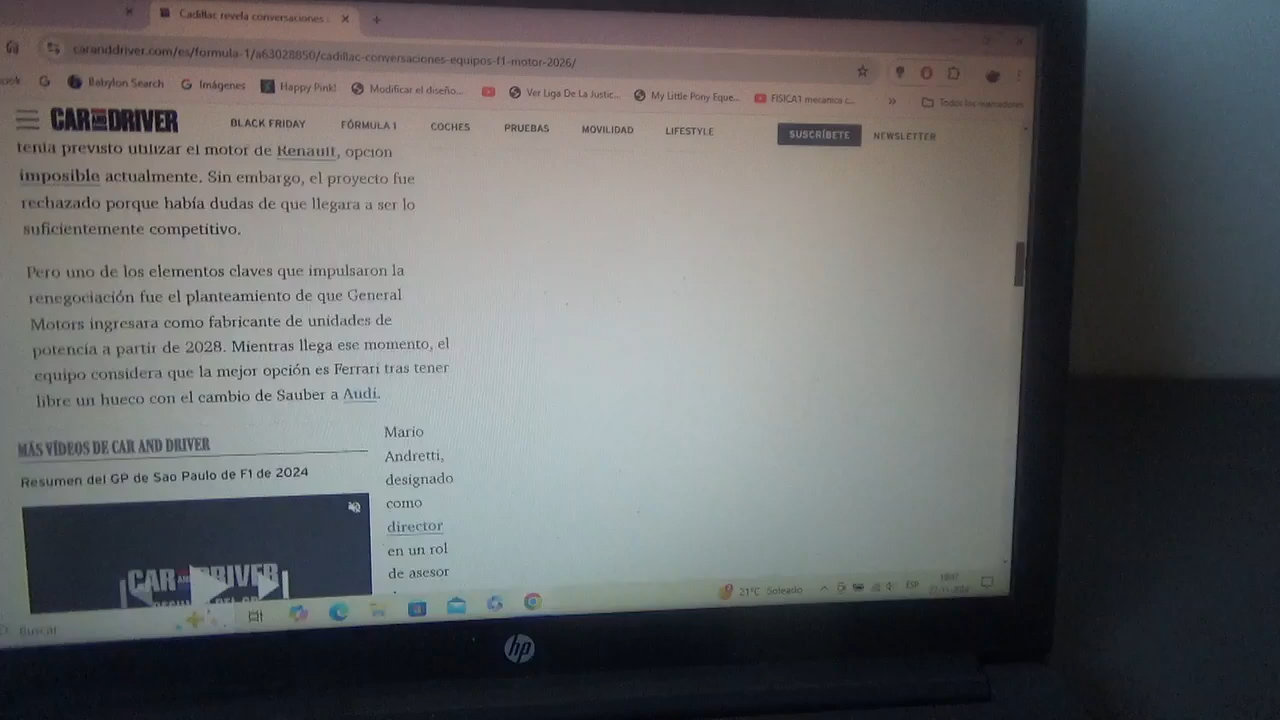 Cadillac revela conversaciones
caranddriver.com/es/formula-1/a63028850/cadillac-conversaciones-equipos-f1-motor-2026/
Babylon Search
Imágenes
Happy Pink!
Modificar el diseño...
Ver Liga De La Justic...
My Little Pony Eque...
FISICA1 mecanica c...
»
Todos los marcadores
CAR AND DRIVER
BLACK FRIDAY
FÓRMULA 1
COCHES
PRUEBAS
MOVILIDAD
LIFESTYLE
SUSCRÍBETE
NEWSLETTER
tenía previsto utilizar el motor de Renault, opción
imposible actualmente. Sin embargo, el proyecto fue
rechazado porque había dudas de que llegara a ser lo
suficientemente competitivo.
Pero uno de los elementos claves que impulsaron la
renegociación fue el planteamiento de que General
Motors ingresara como fabricante de unidades de
potencia a partir de 2028. Mientras llega ese momento, el
equipo considera que la mejor opción es Ferrari tras tener
libre un hueco con el cambio de Sauber a Audi.
MÁS VÍDEOS DE CAR AND DRIVER
Resumen del GP de Sao Paulo de F1 de 2024
CAR AND DRIVER
Mario
Andretti,
designado
como
director
en un rol
de asesor
Buscar
21°C Soleado
ESP
hp